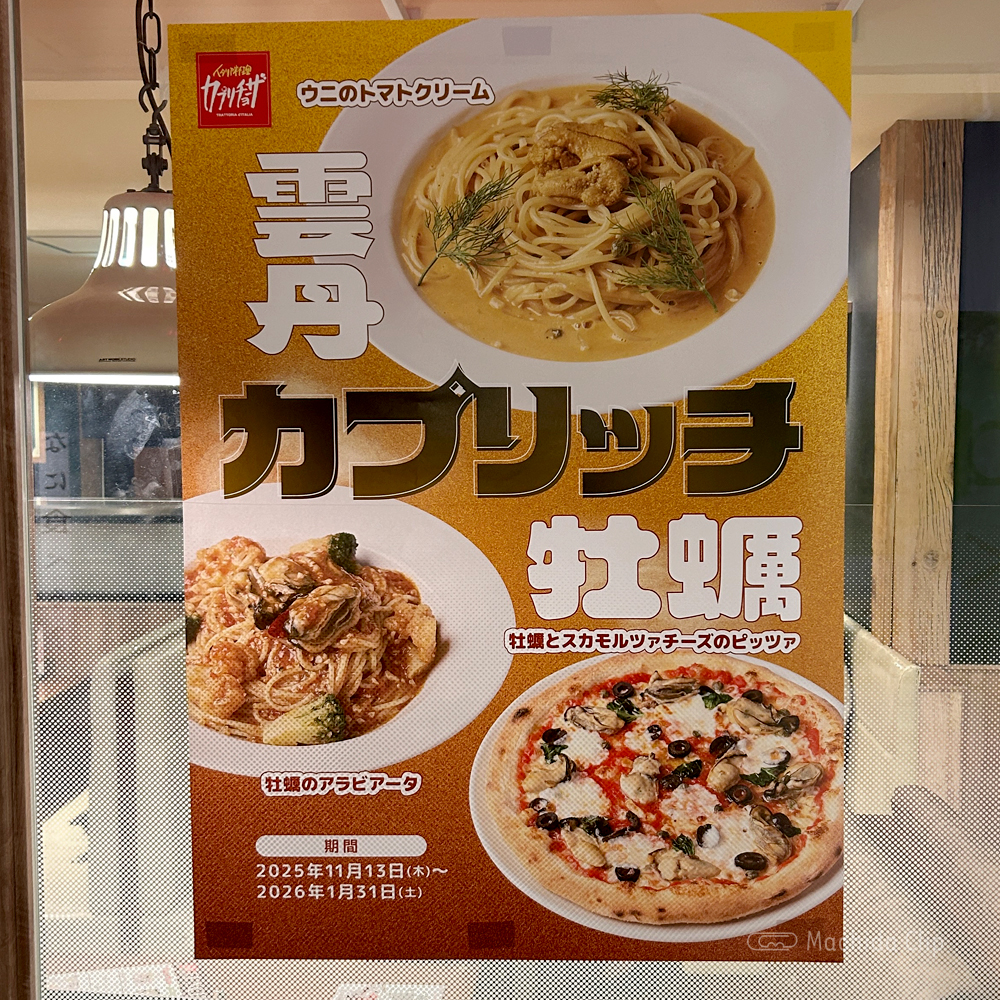 イタリア料理
カプリチョーザ
TRATTORIA D'ITALIA
ウニのトマトクリーム
雲丹
カプリッチ
牡蠣
牡蠣とスカモルツァチーズのピッツァ
牡蠣のアラビアータ
期間
2025年11月13日(木)〜
2026年1月31日(土)